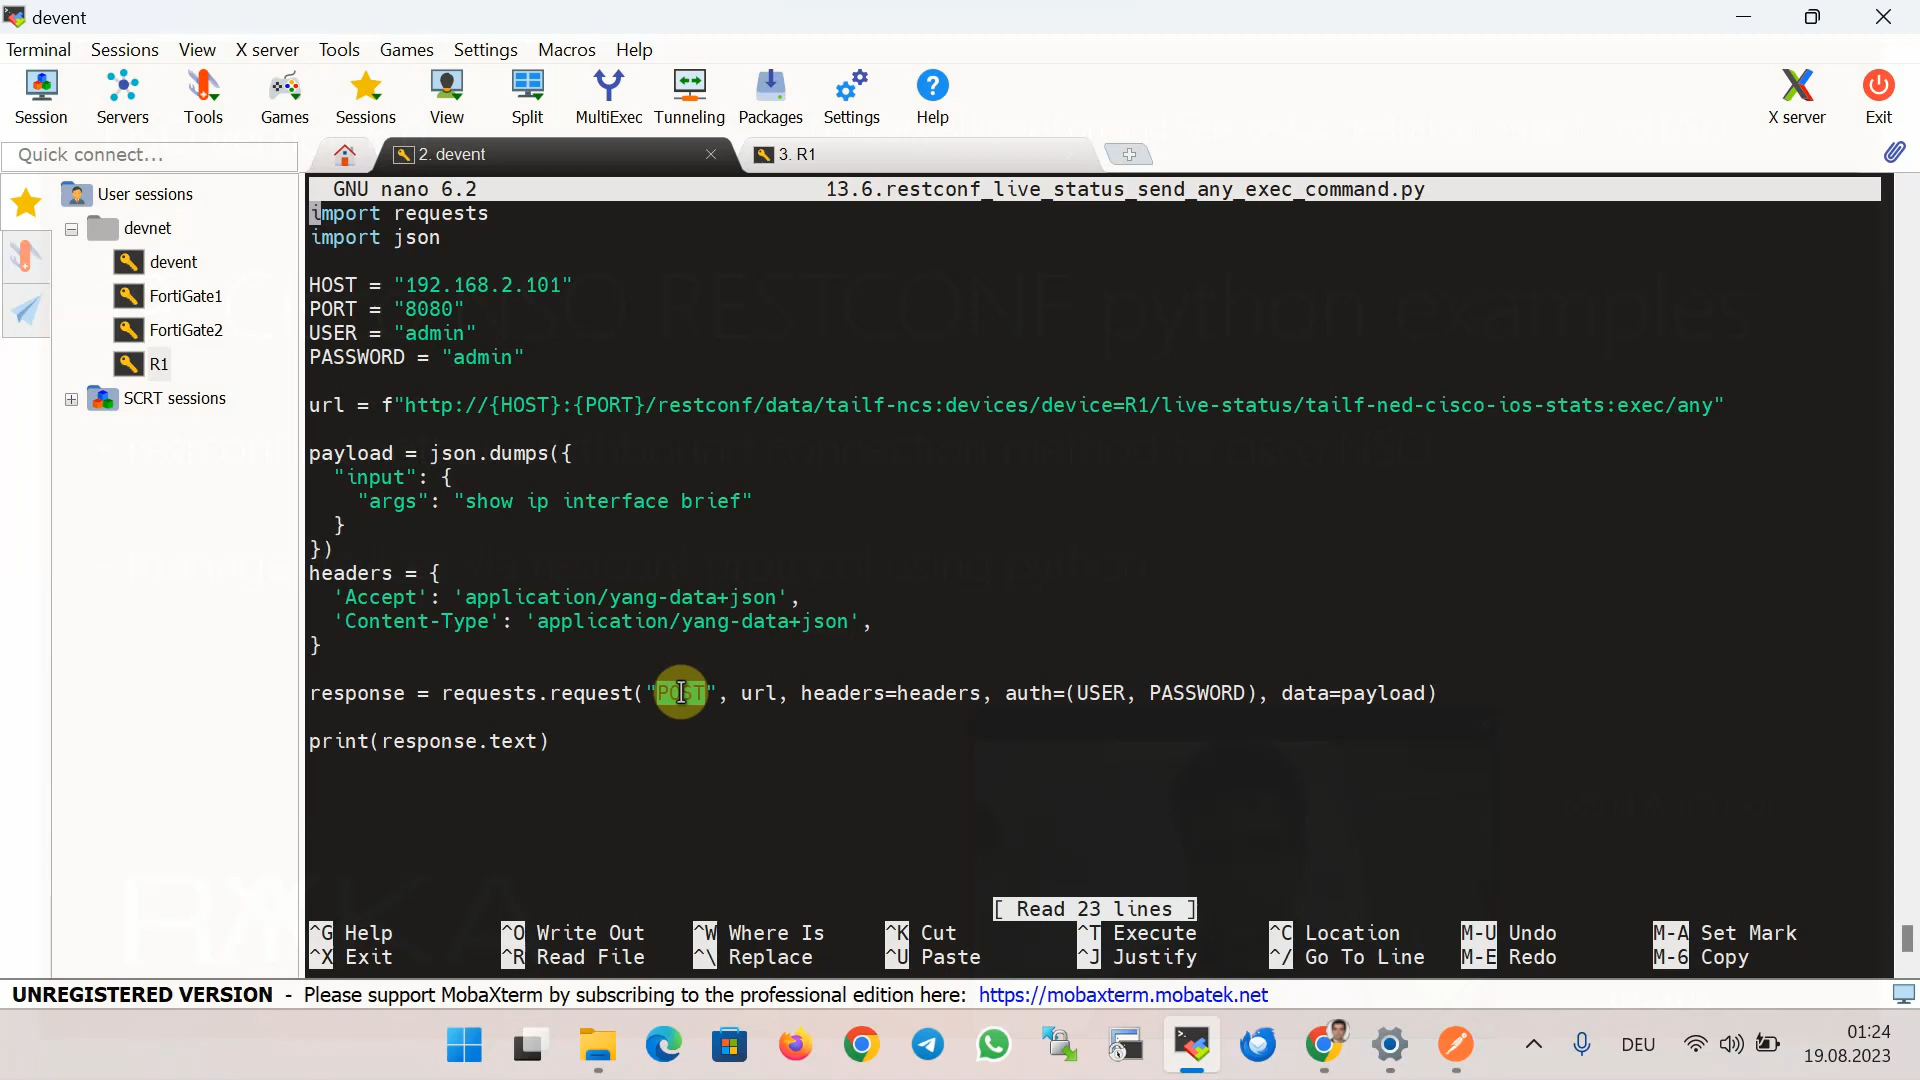 devent
Terminal Sessions View X server Tools Games Settings Macros Help
Session Servers Tools Games Sessions View Split MultiExec Tunneling Packages Settings Help X server Exit
Quick connect... 2. devent 3. R1
GNU nano 6.2 13.6.restconf_live_status_send_any_exec_command.py
User sessions
devnet
devent
FortiGate1
FortiGate2
R1
SCRT sessions
import requests
import json
HOST = "192.168.2.101"
PORT = "8080"
USER = "admin"
PASSWORD = "admin"
url = f"http://{HOST}:{PORT}/restconf/data/tailf-ncs:devices/device=R1/live-status/tailf-ned-cisco-ios-stats:exec/any"
payload = json.dumps({
"input": {
"args": "show ip interface brief"
}
})
headers = {
'Accept': 'application/yang-data+json',
'Content-Type': 'application/yang-data+json',
}
response = requests.request("POST", url, headers=headers, auth=(USER, PASSWORD), data=payload)
print(response.text)
[ Read 23 lines ]
^G Help ^O Write Out ^W Where Is ^K Cut ^T Execute ^C Location M-U Undo M-A Set Mark
^X Exit ^R Read File ^\ Replace ^U Paste ^J Justify ^/ Go To Line M-E Redo M-6 Copy
UNREGISTERED VERSION - Please support MobaXterm by subscribing to the professional edition here: https://mobaxterm.mobatek.net
DEU
01:24
19.08.2023